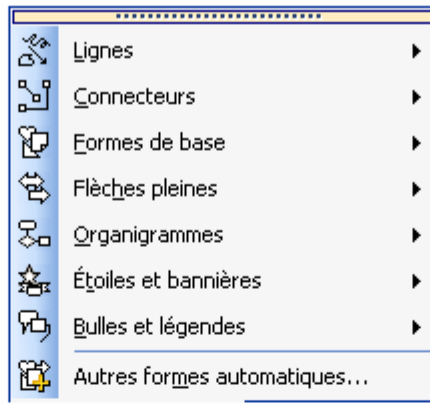 Lignes
Connecteurs
Formes de base
Flèches pleines
Organigrammes
Étoiles et bannières
Bulles et légendes
Autres formes automatiques...